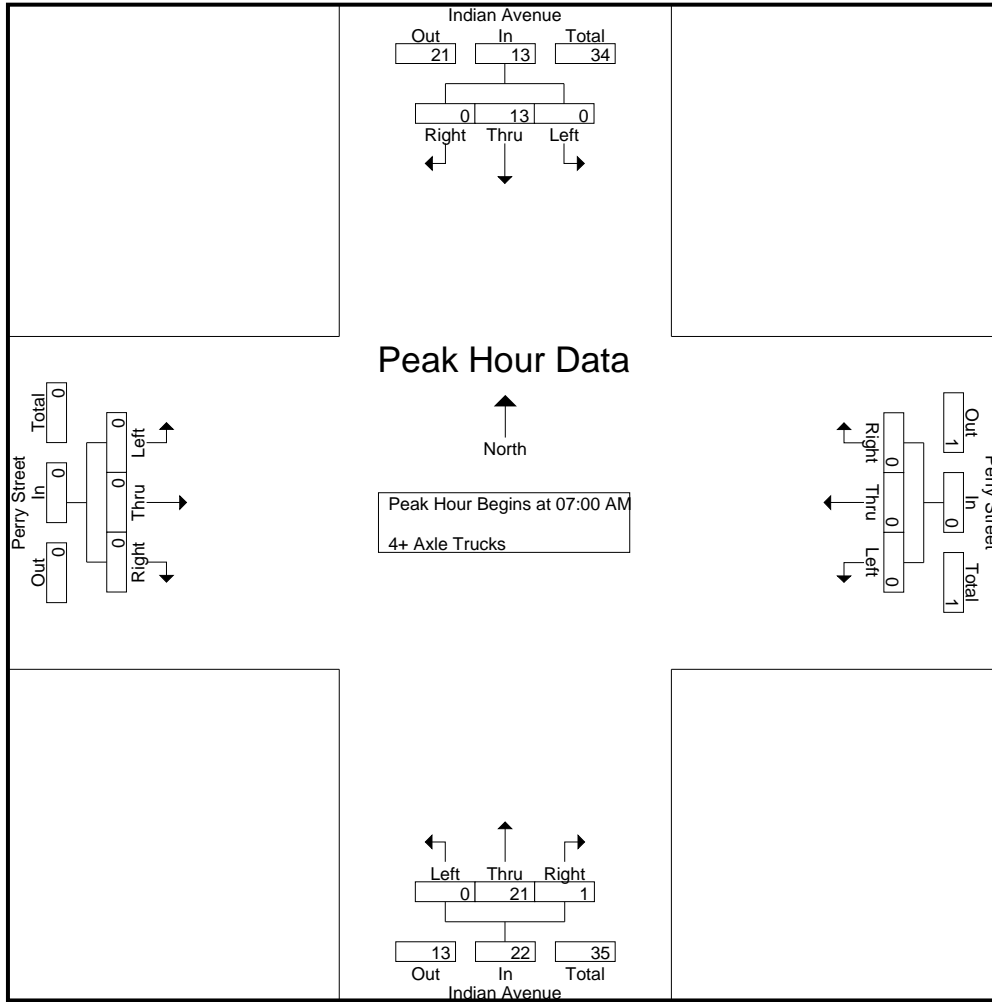 Indian Avenue
Out In Total
21 13 34
0 13 0
Right Thru Left
Peak Hour Data
North
Peak Hour Begins at 07:00 AM
4+ Axle Trucks
Perry Street
Total In Out
0 0 0
0 0 0
Left Thru Right
Right Thru Left
0 0 0
Out In Total
1 0 1
Perry Street
Left Thru Right
0 21 1
13 22 35
Out In Total
Indian Avenue